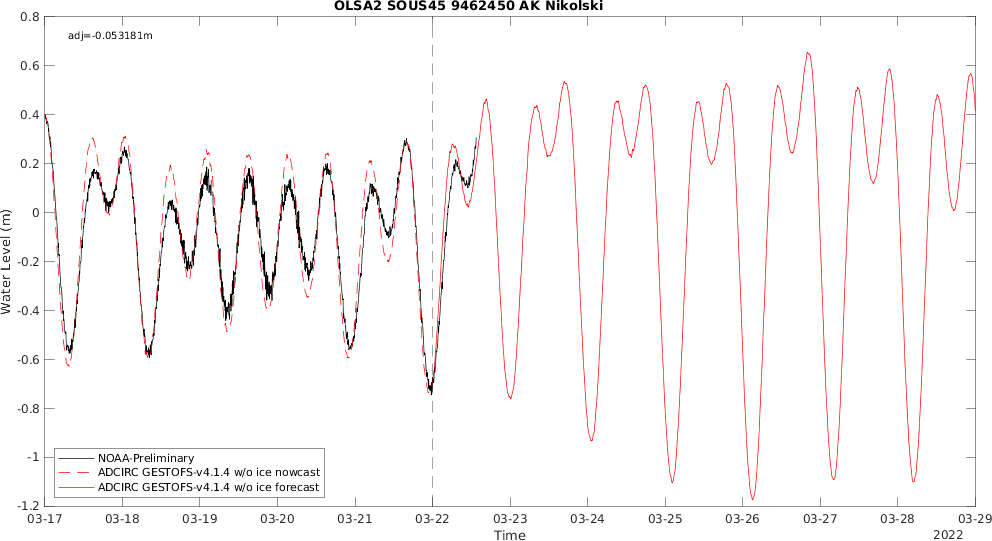 OLSA2 SOUS45 9462450 AK Nikolski
adj=-0.053181m
0.8
0.6
0.4
0.2
0
-0.2
-0.4
-0.6
-0.8
-1
-1.2
Water Level (m)
NOAA-Preliminary
ADCIRC GESTOFS-v4.1.4 w/o ice nowcast
ADCIRC GESTOFS-v4.1.4 w/o ice forecast
03-17 03-18 03-19 03-20 03-21 03-22 03-23 03-24 03-25 03-26 03-27 03-28 03-29
Time
2022